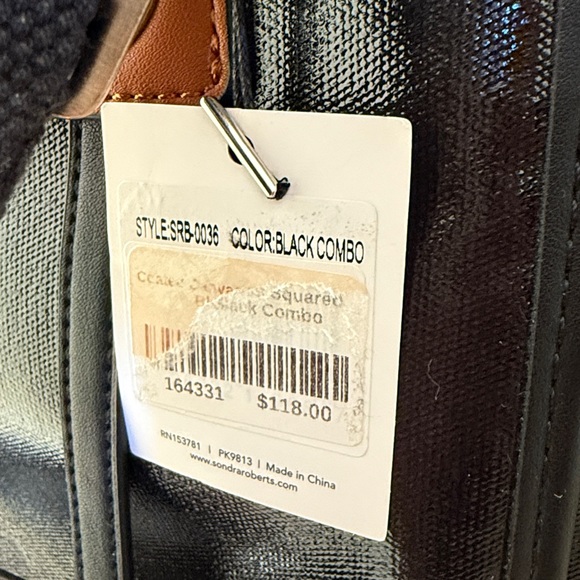 STYLE:SRB-0036 COLOR:BLACK COMBO
Squared
Black Combo
164331 $118.00
RN153781 | PK9813 | Made in China
www.sondraroberts.com